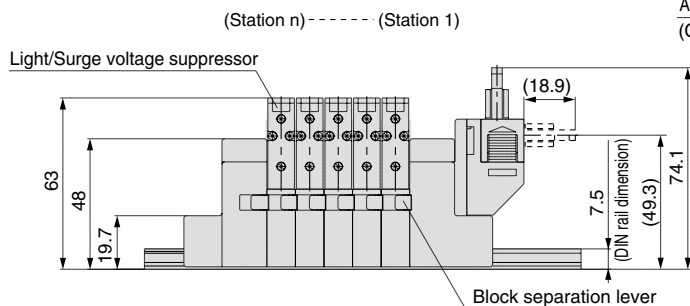 (Station n)------- (Station 1)
A
(
Light/Surge voltage suppressor
(18.9)
63
48
19.7
7.5
(DIN rail dimension)
(49.3)
74.1
Block separation lever